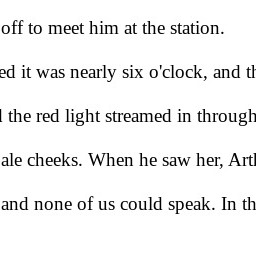 off to meet him at the station.
ed it was nearly six o'clock, and th
the red light streamed in through
ale cheeks. When he saw her, Art
and none of us could speak. In th